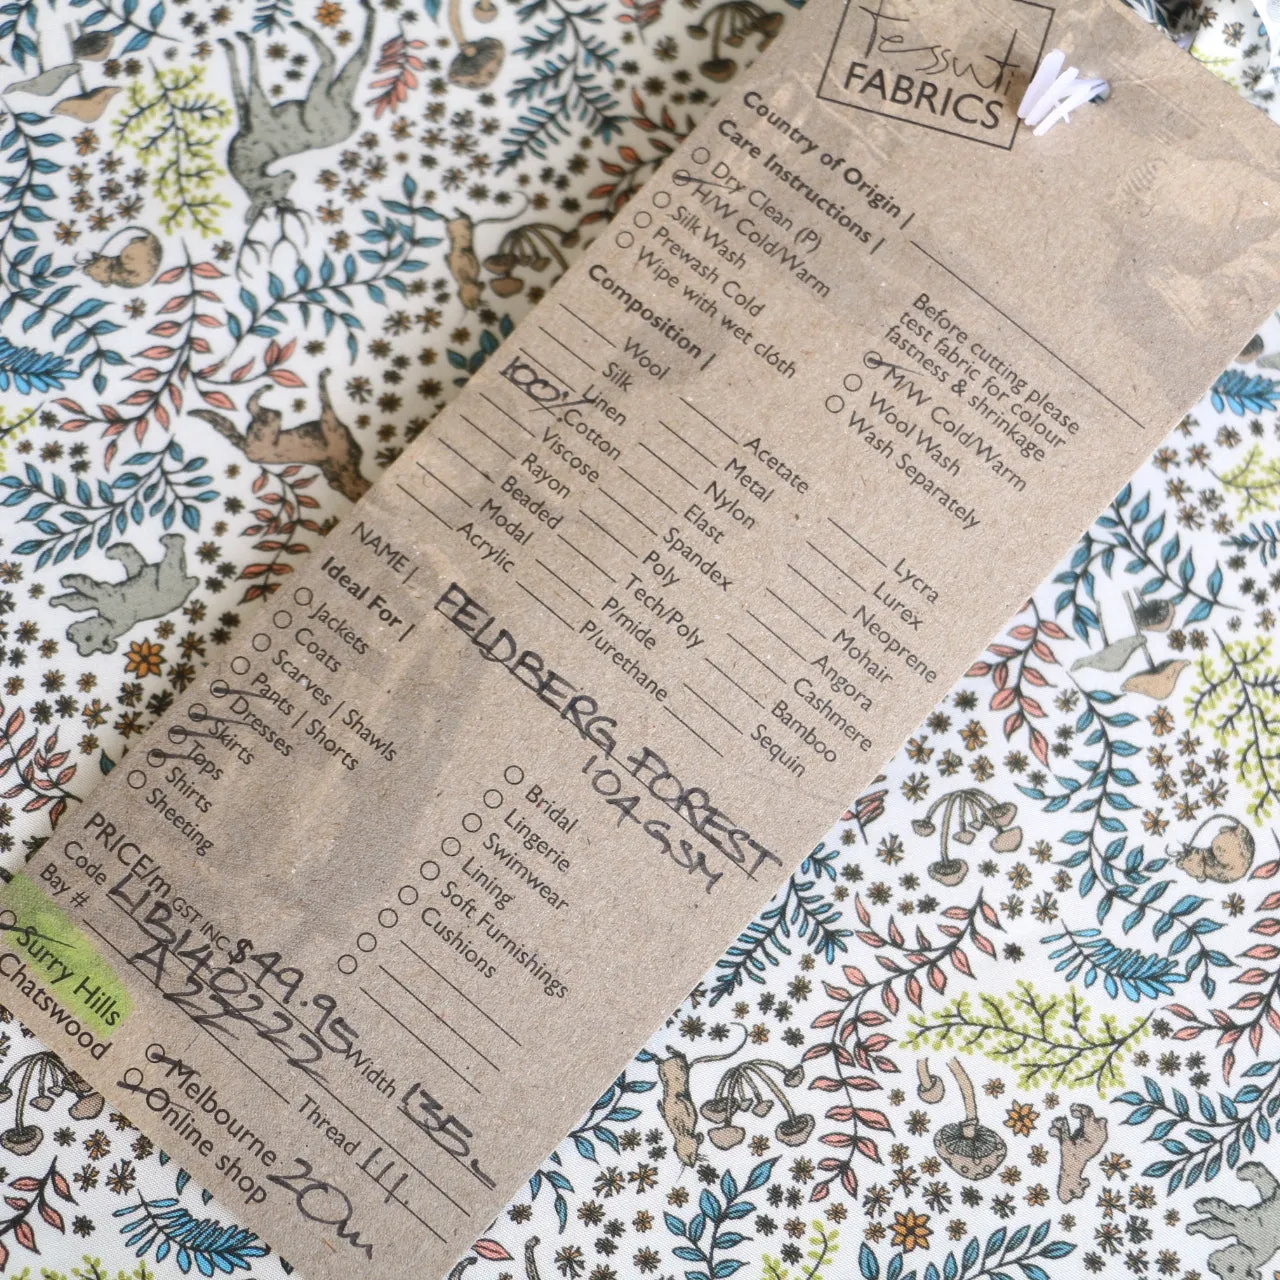 tessuti
FABRICS
Country of Origin |
Care Instructions |
Dry Clean (P)
H/W Cold/Warm
Silk Wash
Prewash Cold
Wipe with wet cloth
Before cutting please
test fabric for colour
fastness & shrinkage
M/W Cold/Warm
Wool Wash
Wash Separately
Composition |
Wool
Silk
Linen
100% Cotton
Viscose
Rayon
Beaded
Modal
Acrylic
Acetate
Metal
Nylon
Elast
Spandex
Poly
Tech/Poly
P/mide
P/urethane
Lycra
Lurex
Neoprene
Mohair
Angora
Cashmere
Bamboo
Sequin
NAME | FELDBERG FOREST
104 GSM
Ideal For |
Jackets
Coats
Scarves | Shawls
Pants | Shorts
Dresses
Skirts
Tops
Shirts
Sheeting
Bridal
Lingerie
Swimwear
Lining
Soft Furnishings
Cushions
PRICE/m GST INC. $49.95 Width 135
Code LIB140222
Bay # A222 Thread 111.
Surry Hills
Chatswood
Melbourne
Online shop
20m